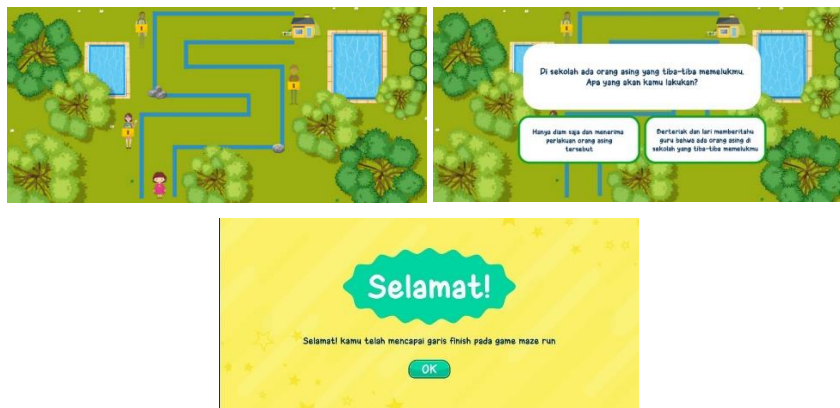 Di sekolah ada orang asing yang tiba-tiba memelukmu.
Apa yang akan kamu lakukan?
Hanya diam saja dan menerima
perlakuan orang asing
tersebut
Berteriak dan lari memberitahu
guru bahwa ada orang asing di
sekolah yang tiba-tiba memelukmu
Selamat!
Selamat! kamu telah mencapai garis finish pada game maze run
OK